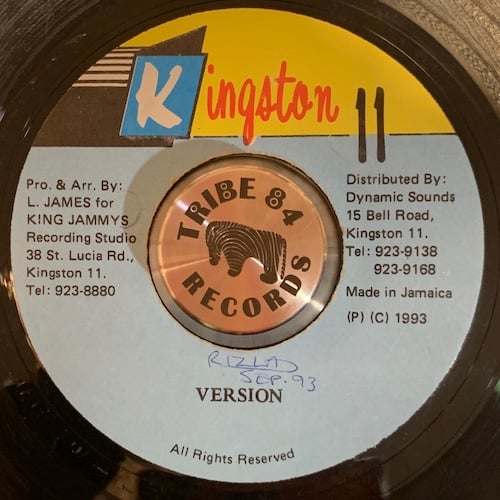 Kingston 11
Pro. & Arr. By:
L. JAMES for
KING JAMMYS
Recording Studio
38 St. Lucia Rd.,
Kingston 11.
Tel: 923-8880
TRIBE 84
RECORDS
Distributed By:
Dynamic Sounds
15 Bell Road,
Kingston 11.
Tel: 923-9138
923-9168
Made in Jamaica
(P) (C) 1993
SEP.93
VERSION
All Rights Reserved